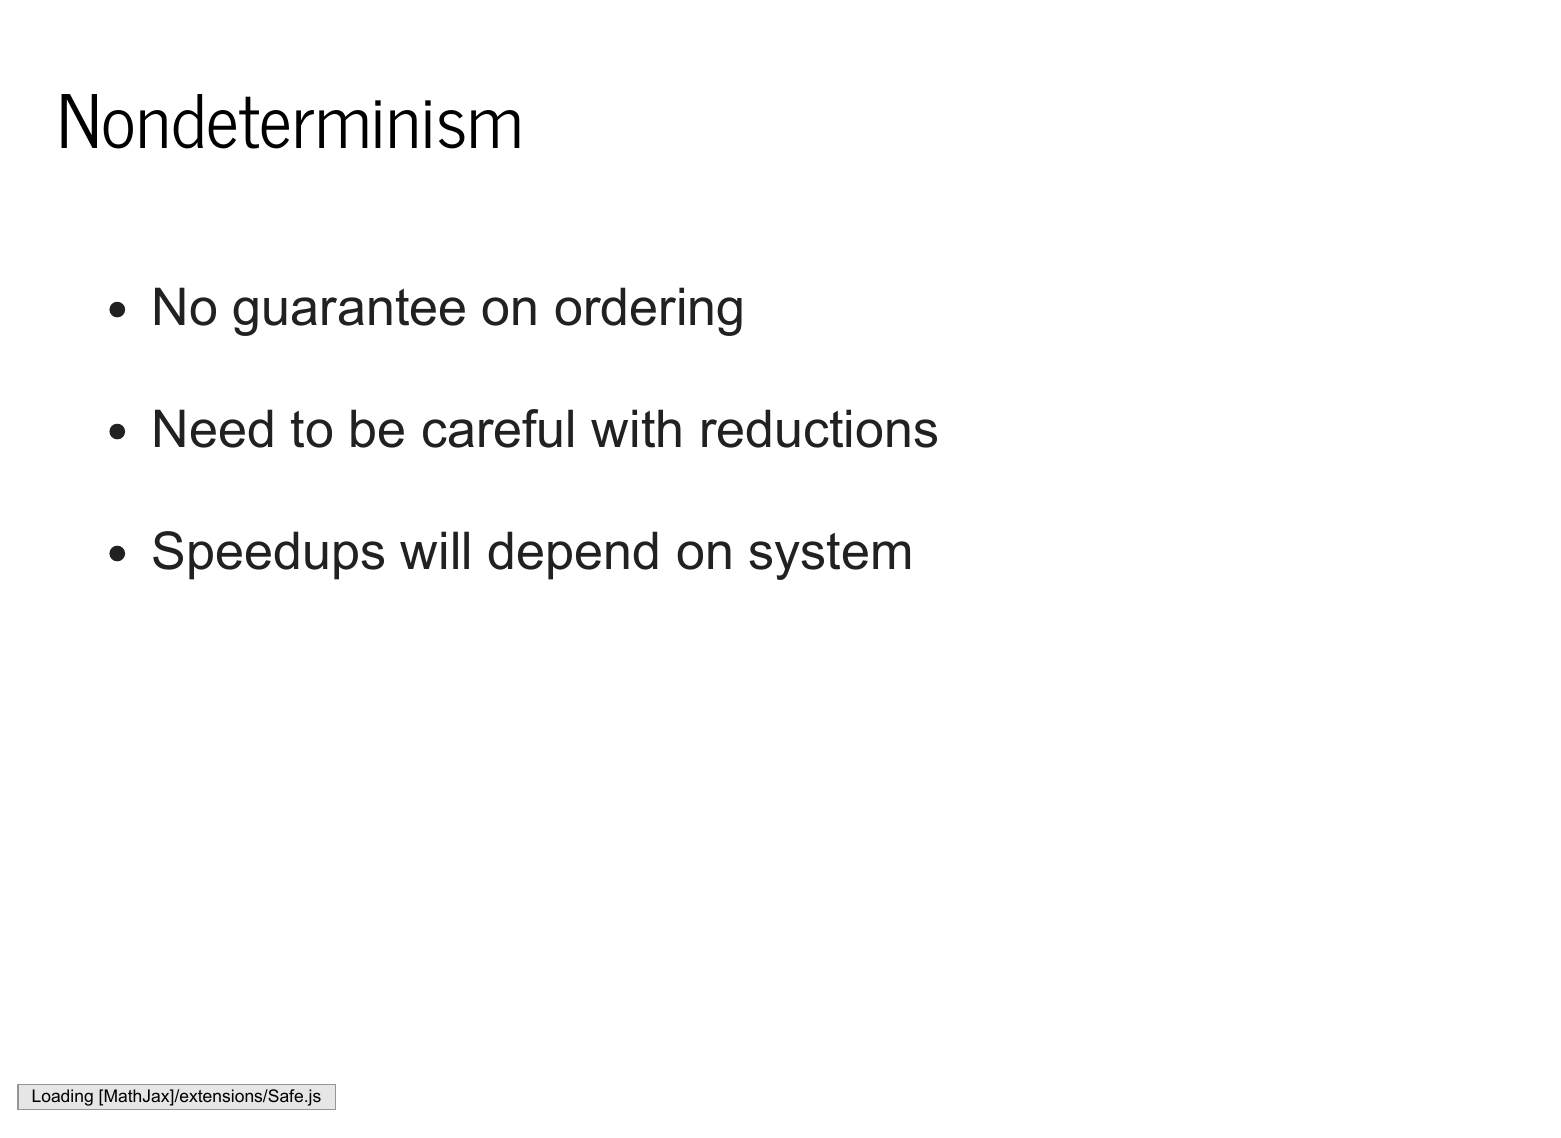 Nondeterminism
• No guarantee on ordering
• Need to be careful with reductions
• Speedups will depend on system
Loading [MathJax]/extensions/Safe.js